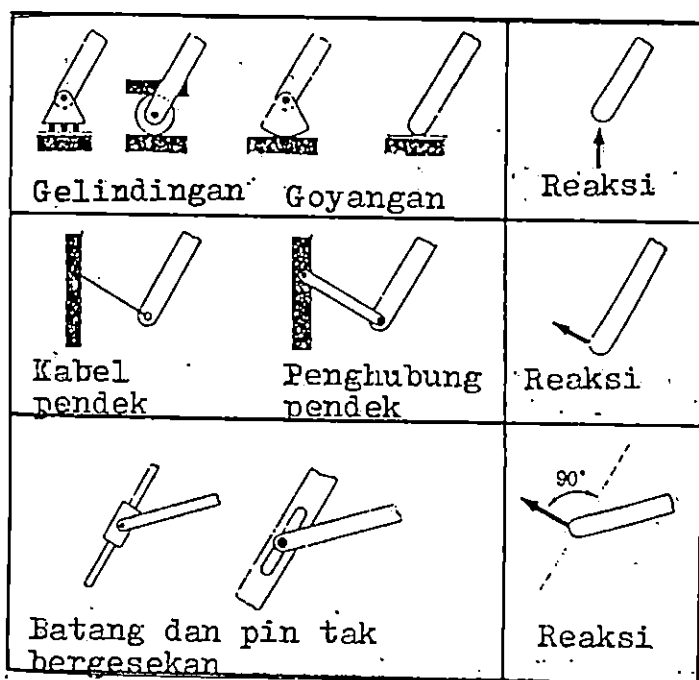 Gelindingan Goyangan
Reaksi
Kabel
pendek
Penghubung
pendek
Reaksi
90°
Batang dan pin tak
bergesekan
Reaksi